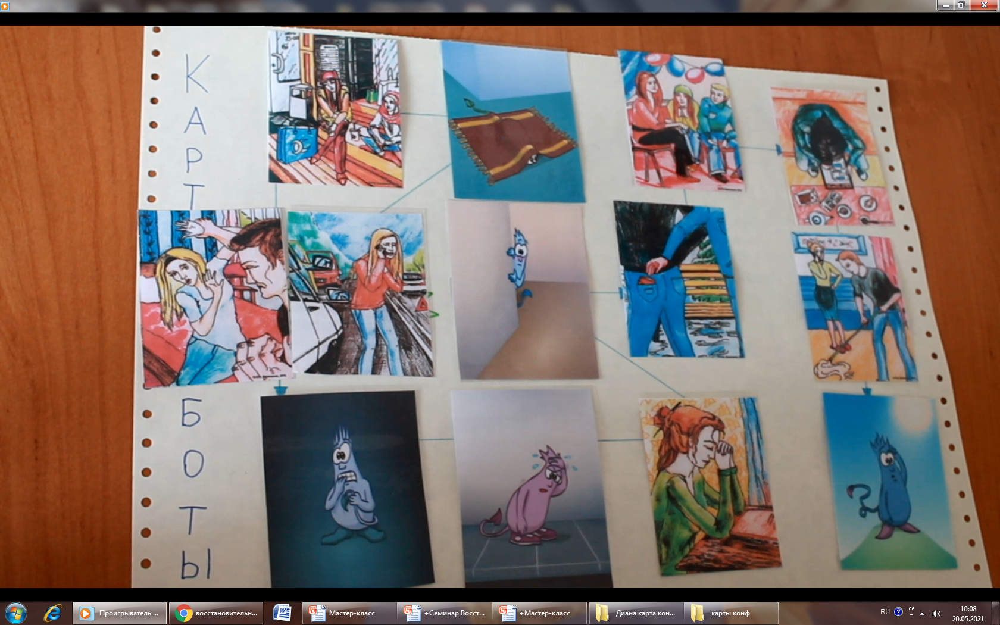 К
А
Р
Т
Б
О
Т
Ы
Проигрыватель ...
восстановительн...
Мастер-класс
+Семинар Восст...
+Мастер-класс
Диана карта кон...
карты конф
RU
10:08
20.05.2021